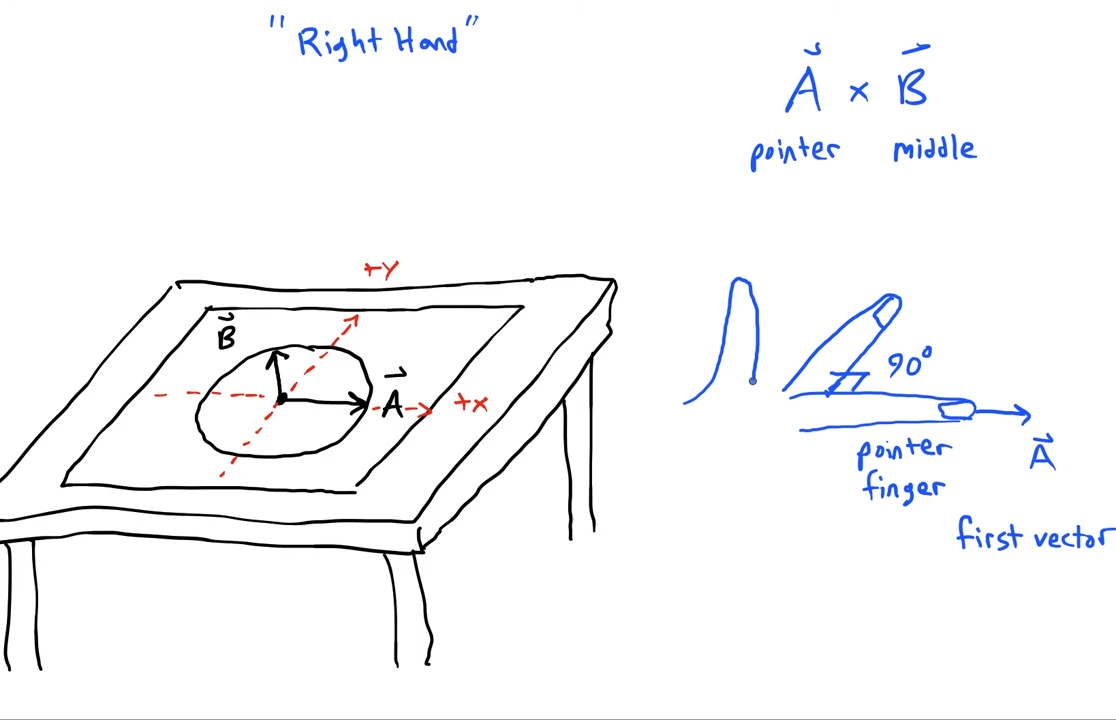 "Right Hand"
A⃗ × B⃗
pointer middle
+y
B⃗
A⃗
+x
90°
pointer
finger
A⃗
first vector